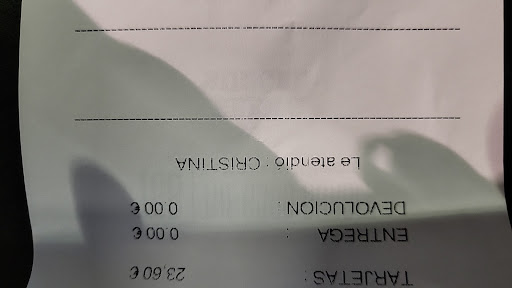 TARJETAS : 23,60 €
ENTREGA : 0.00 €
DEVOLUCION : 0.00 €
Le atendió : CRISTINA